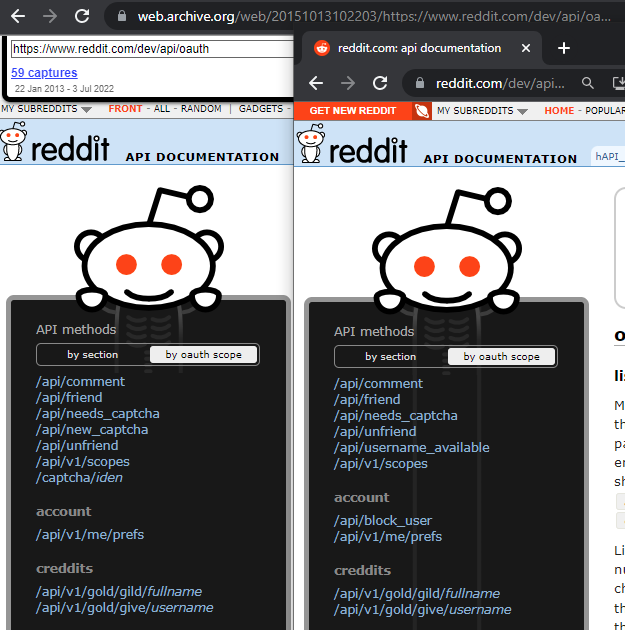 web.archive.org/web/20151013102203/https://www.reddit.com/dev/api/oa...
https://www.reddit.com/dev/api/oauth
59 captures
22 Jan 2013 - 3 Jul 2022
MY SUBREDDITS FRONT - ALL - RANDOM | GADGETS -
reddit API DOCUMENTATION
API methods
by section by oauth scope
/api/comment
/api/friend
/api/needs_captcha
/api/new_captcha
/api/unfriend
/api/v1/scopes
/captcha/iden
account
/api/v1/me/prefs
creddits
/api/v1/gold/gild/fullname
/api/v1/gold/give/username
reddit.com: api documentation
reddit.com/dev/api...
GET NEW REDDIT MY SUBREDDITS HOME - POPULAR
reddit API DOCUMENTATION hAPI_
API methods
by section by oauth scope
/api/comment
/api/friend
/api/needs_captcha
/api/unfriend
/api/username_available
/api/v1/scopes
account
/api/block_user
/api/v1/me/prefs
creddits
/api/v1/gold/gild/fullname
/api/v1/gold/give/username